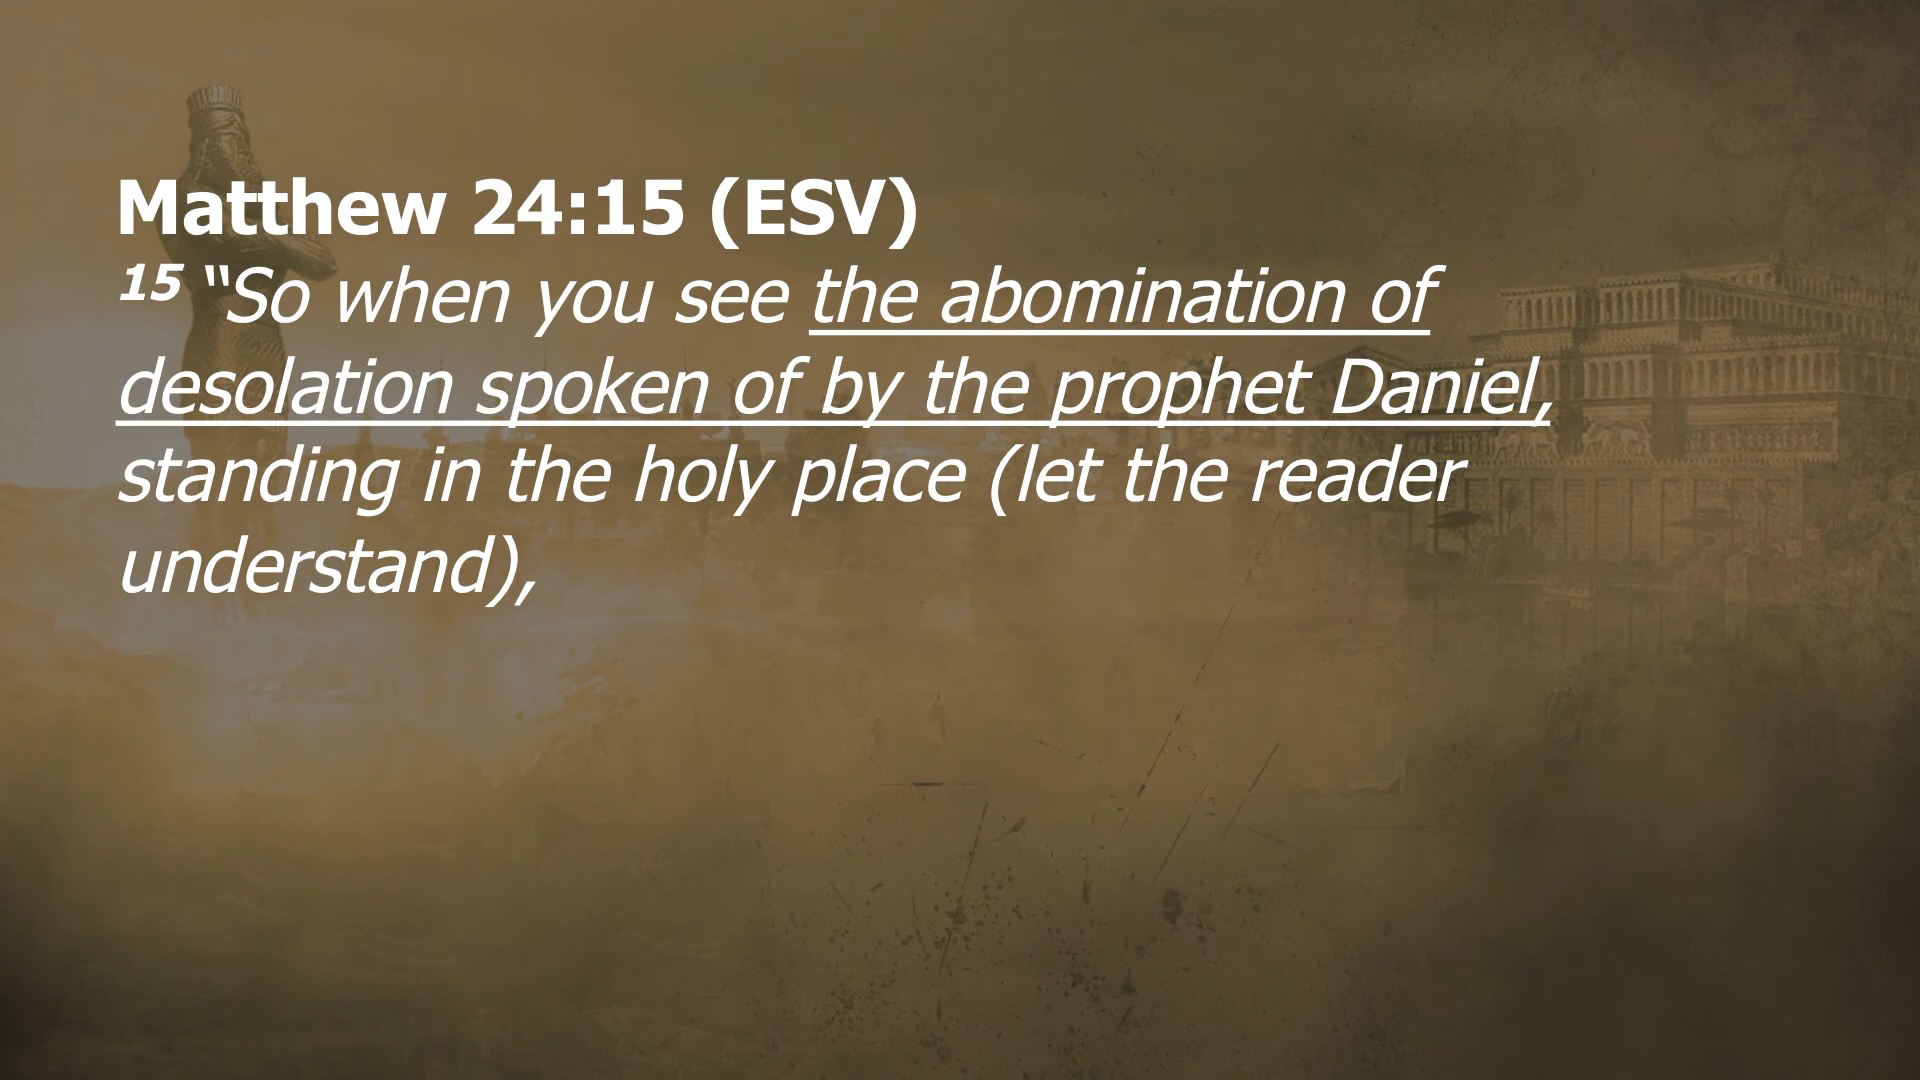 Matthew 24:15 (ESV)
15 “So when you see the abomination of
desolation spoken of by the prophet Daniel,
standing in the holy place (let the reader
understand),